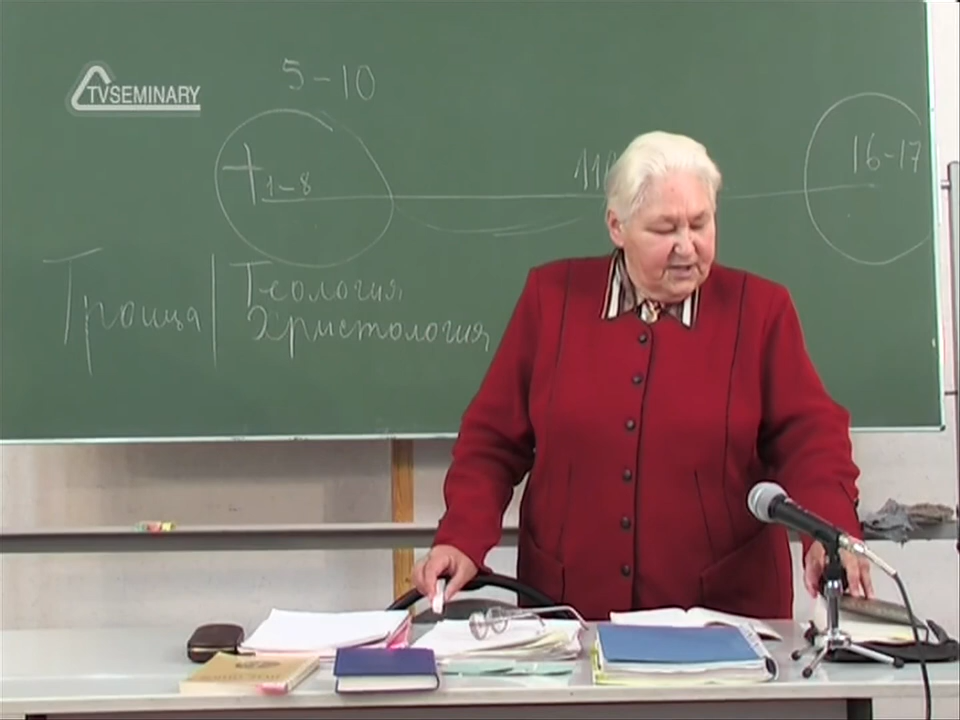 TVSEMINARY
5-10
1-8
16-17
Троица | Теология
Христология